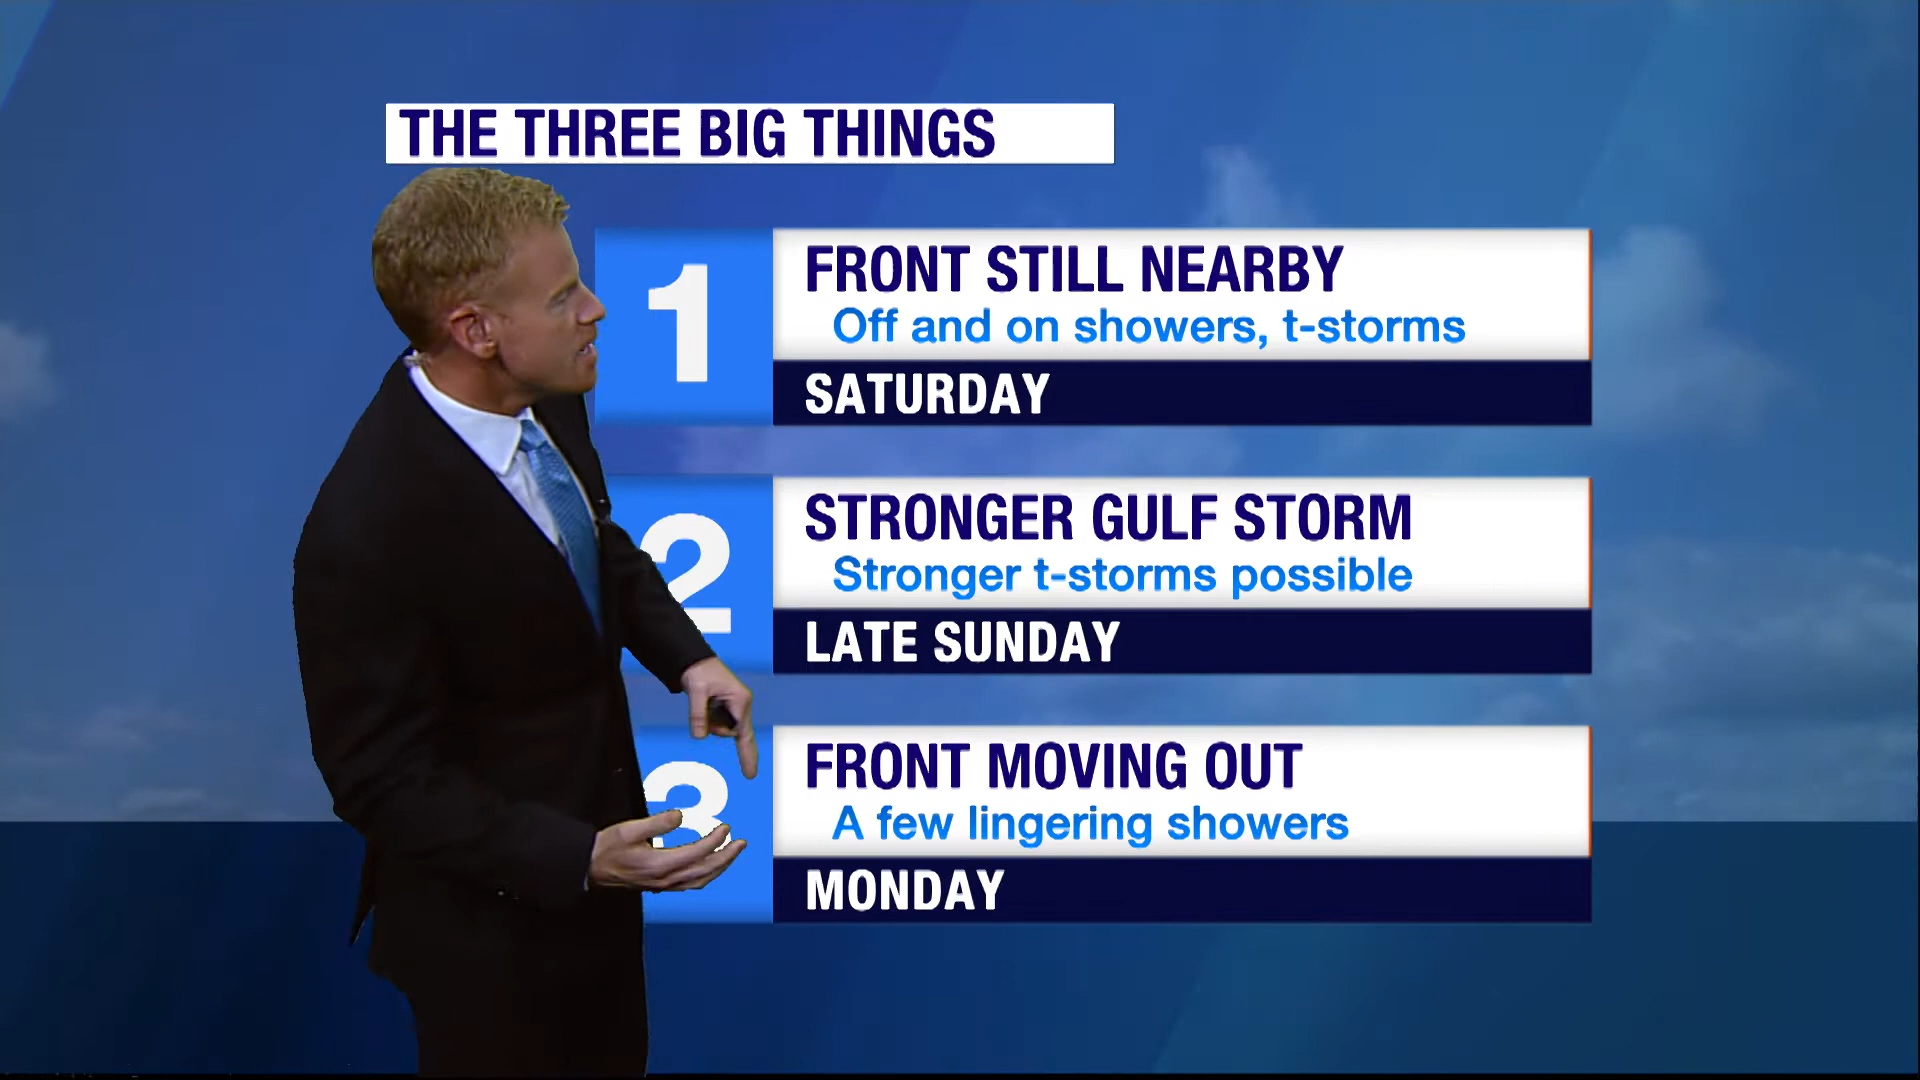 THE THREE BIG THINGS
1
FRONT STILL NEARBY
Off and on showers, t-storms
SATURDAY
2
STRONGER GULF STORM
Stronger t-storms possible
LATE SUNDAY
3
FRONT MOVING OUT
A few lingering showers
MONDAY